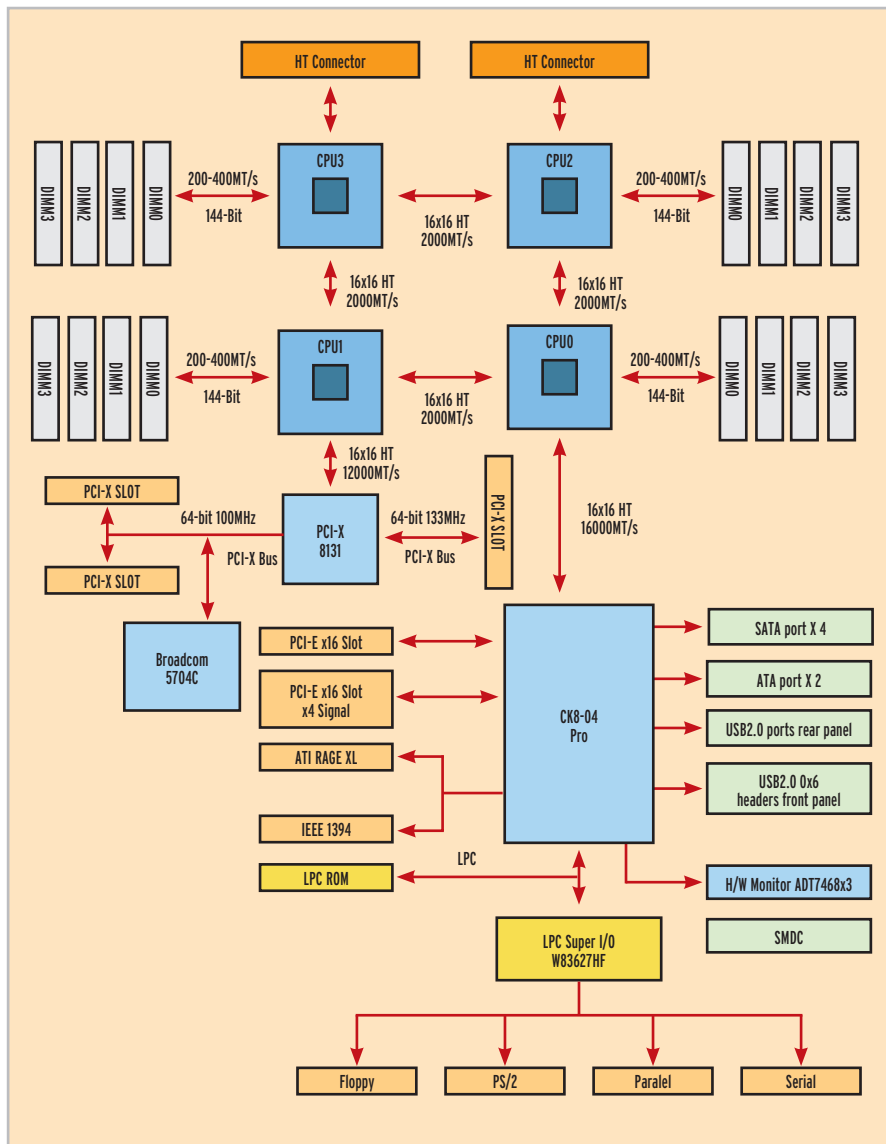 HT Connector
HT Connector
CPU3
CPU2
DIMM3
DIMM2
DIMM1
DIMM0
200-400MT/s
144-Bit
16x16 HT
2000MT/s
200-400MT/s
144-Bit
DIMM0
DIMM1
DIMM2
DIMM3
16x16 HT
2000MT/s
16x16 HT
2000MT/s
CPU1
CPU0
DIMM3
DIMM2
DIMM1
DIMM0
200-400MT/s
144-Bit
16x16 HT
2000MT/s
200-400MT/s
144-Bit
DIMM0
DIMM1
DIMM2
DIMM3
16x16 HT
12000MT/s
16x16 HT
16000MT/s
PCI-X SLOT
64-bit 100MHz
PCI-X Bus
PCI-X SLOT
PCI-X
8131
64-bit 133MHz
PCI-X Bus
PCI-X SLOT
Broadcom
5704C
PCI-E x16 Slot
PCI-E x16 Slot
x4 Signal
ATI RAGE XL
IEEE 1394
LPC ROM
LPC
CK8-04
Pro
SATA port X 4
ATA port X 2
USB2.0 ports rear panel
USB2.0 0x6
headers front panel
H/W Monitor ADT7468x3
SMDC
LPC Super I/O
W83627HF
Floppy
PS/2
Paralel
Serial